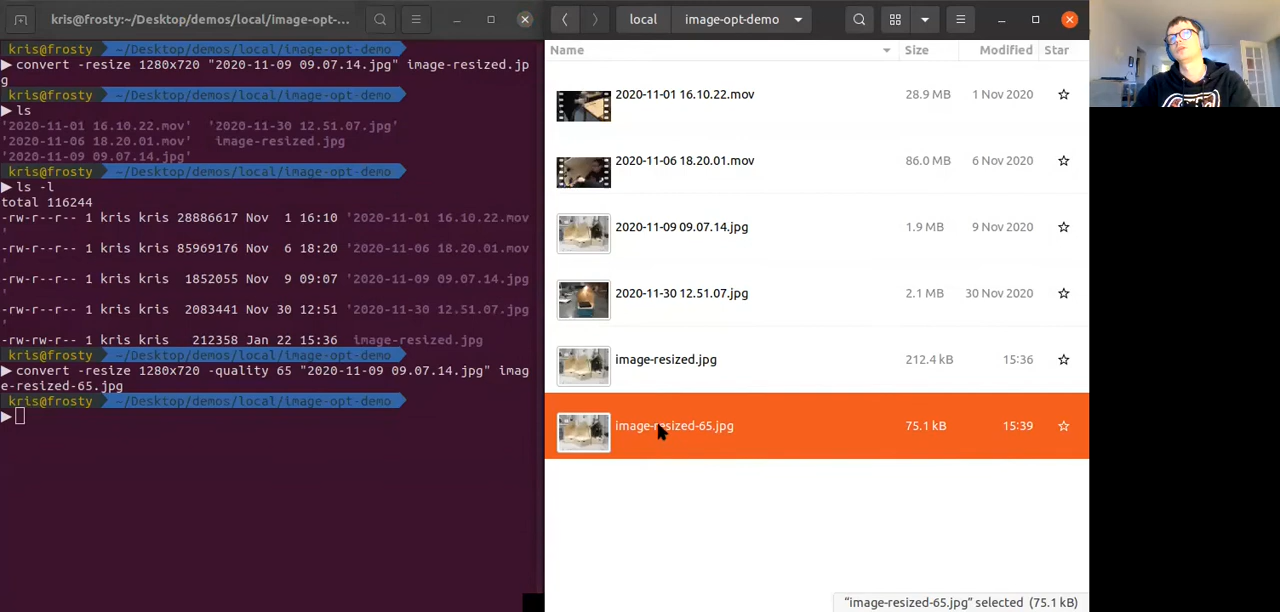 kris@frosty:~/Desktop/demos/local/image-opt-...
kris@frosty ~/Desktop/demos/local/image-opt-demo
convert -resize 1280x720 "2020-11-09 09.07.14.jpg" image-resized.jp
g
kris@frosty ~/Desktop/demos/local/image-opt-demo
ls
'2020-11-01 16.10.22.mov' '2020-11-30 12.51.07.jpg'
'2020-11-06 18.20.01.mov' image-resized.jpg
'2020-11-09 09.07.14.jpg'
kris@frosty ~/Desktop/demos/local/image-opt-demo
ls -l
total 116244
-rw-r--r-- 1 kris kris 28886617 Nov 1 16:10 '2020-11-01 16.10.22.mov
'
-rw-r--r-- 1 kris kris 85969176 Nov 6 18:20 '2020-11-06 18.20.01.mov
'
-rw-r--r-- 1 kris kris 1852055 Nov 9 09:07 '2020-11-09 09.07.14.jpg
'
-rw-r--r-- 1 kris kris 2083441 Nov 30 12:51 '2020-11-30 12.51.07.jpg
'
-rw-r--r-- 1 kris kris 212358 Jan 22 15:36 image-resized.jpg
kris@frosty ~/Desktop/demos/local/image-opt-demo
convert -resize 1280x720 -quality 65 "2020-11-09 09.07.14.jpg" imag
e-resized-65.jpg
kris@frosty ~/Desktop/demos/local/image-opt-demo
local image-opt-demo
Name Size Modified Star
2020-11-01 16.10.22.mov 28.9 MB 1 Nov 2020
2020-11-06 18.20.01.mov 86.0 MB 6 Nov 2020
2020-11-09 09.07.14.jpg 1.9 MB 9 Nov 2020
2020-11-30 12.51.07.jpg 2.1 MB 30 Nov 2020
image-resized.jpg 212.4 kB 15:36
image-resized-65.jpg 75.1 kB 15:39
"image-resized-65.jpg" selected (75.1 kB)